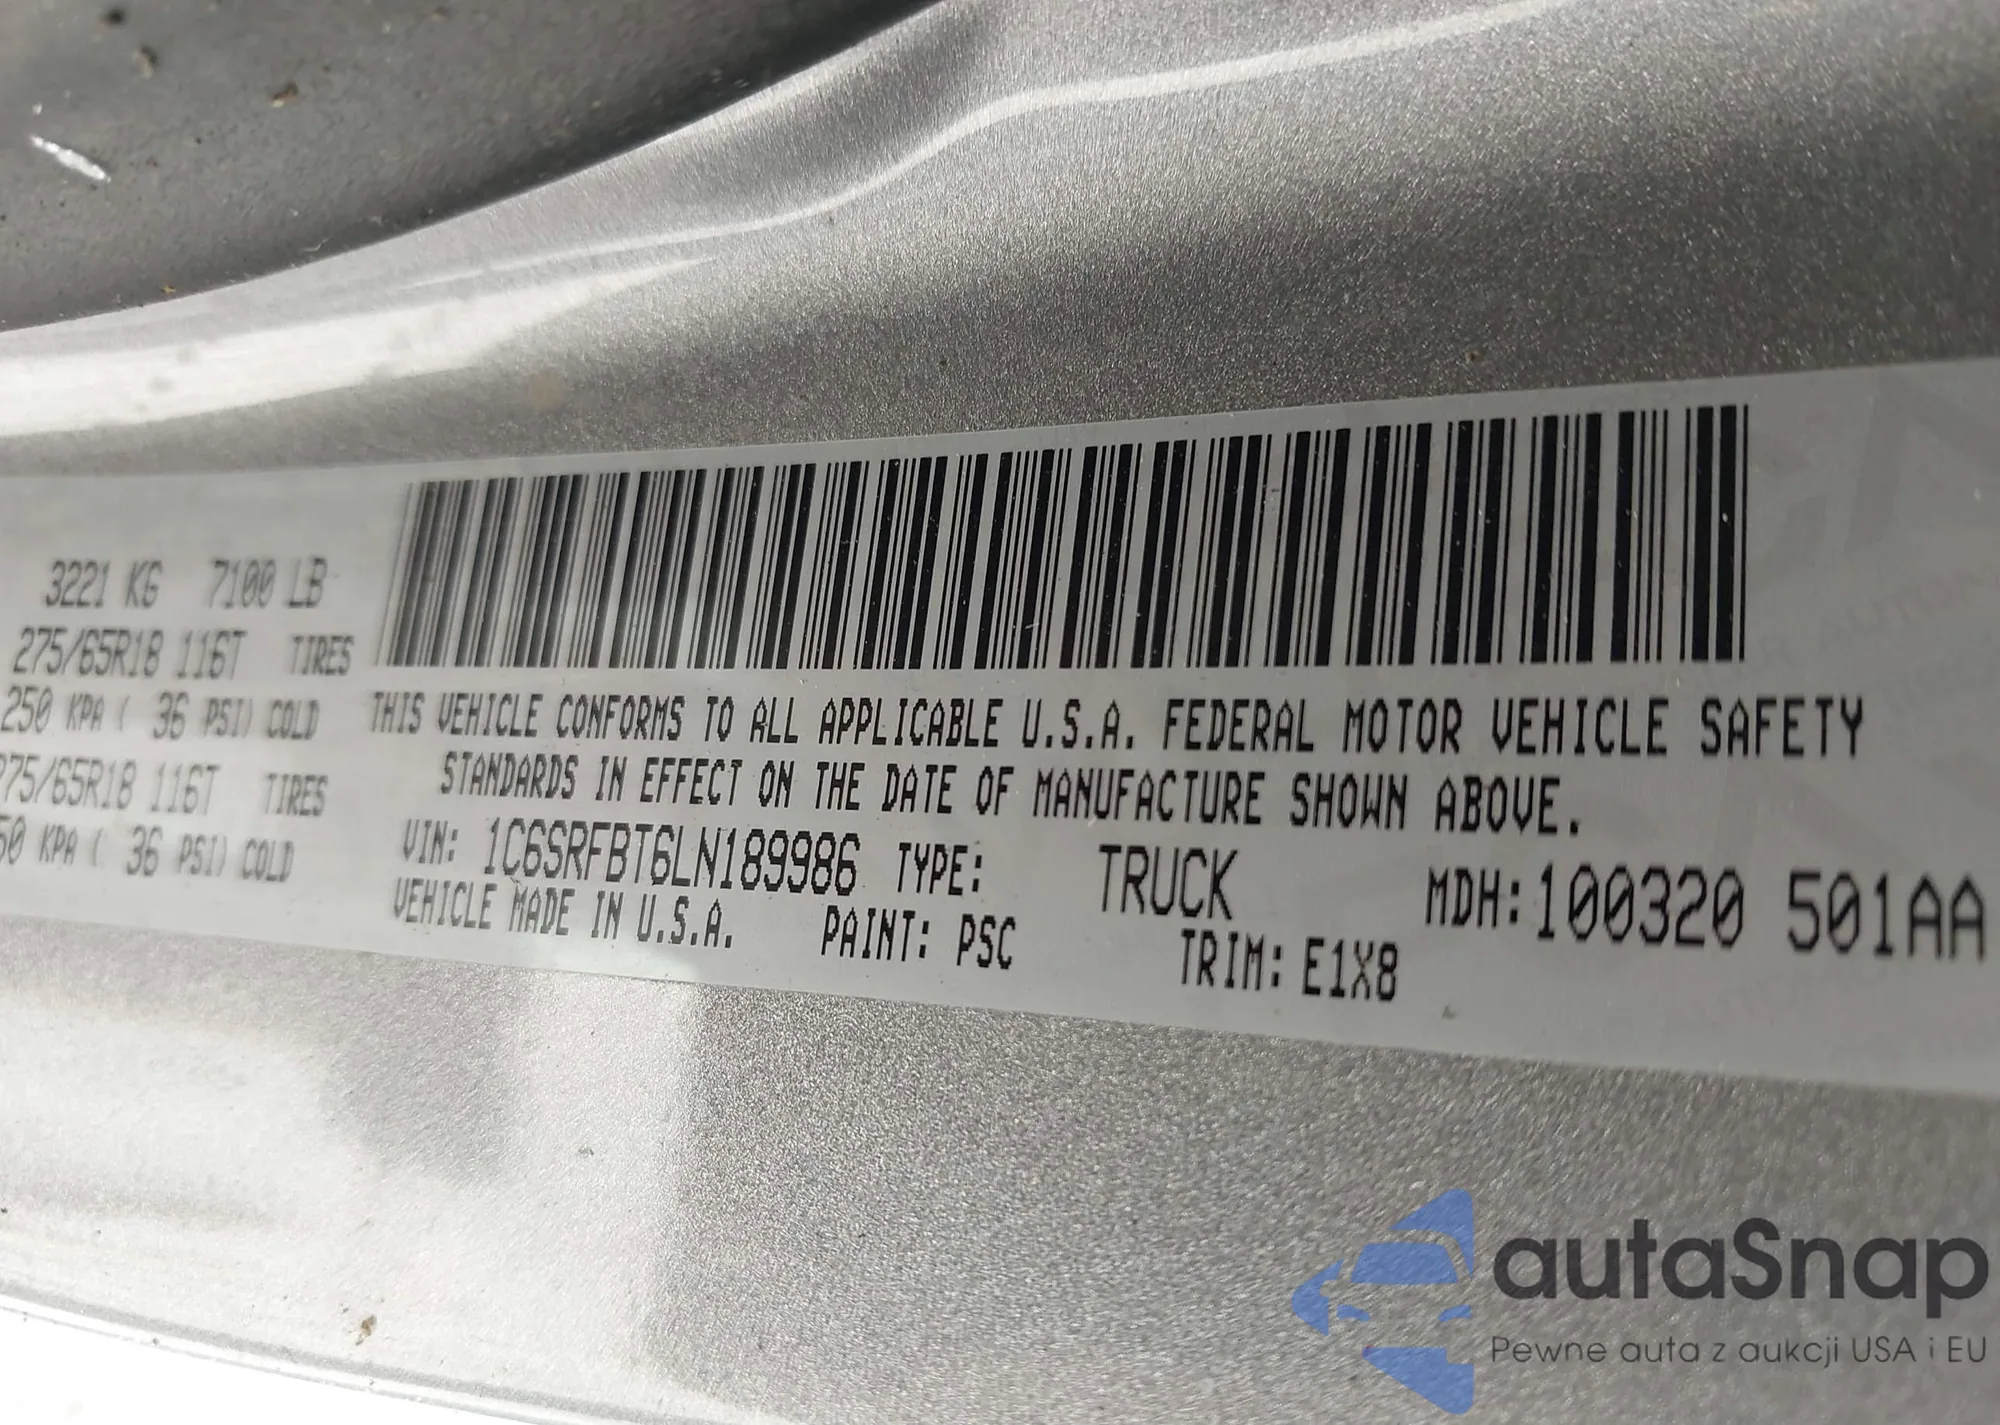 3221 KG 7100 LB
275/65R18 116T TIRES
250 KPA ( 36 PSI) COLD
275/65R18 116T TIRES
50 KPA ( 36 PSI) COLD
THIS VEHICLE CONFORMS TO ALL APPLICABLE U.S.A. FEDERAL MOTOR VEHICLE SAFETY
STANDARDS IN EFFECT ON THE DATE OF MANUFACTURE SHOWN ABOVE.
VIN: 1C6SRFBT6LN189986 TYPE: TRUCK MDH: 100320 501AA
VEHICLE MADE IN U.S.A. PAINT: PSC TRIM: E1X8
autaSnap
Pewne auta z aukcji USA i EU